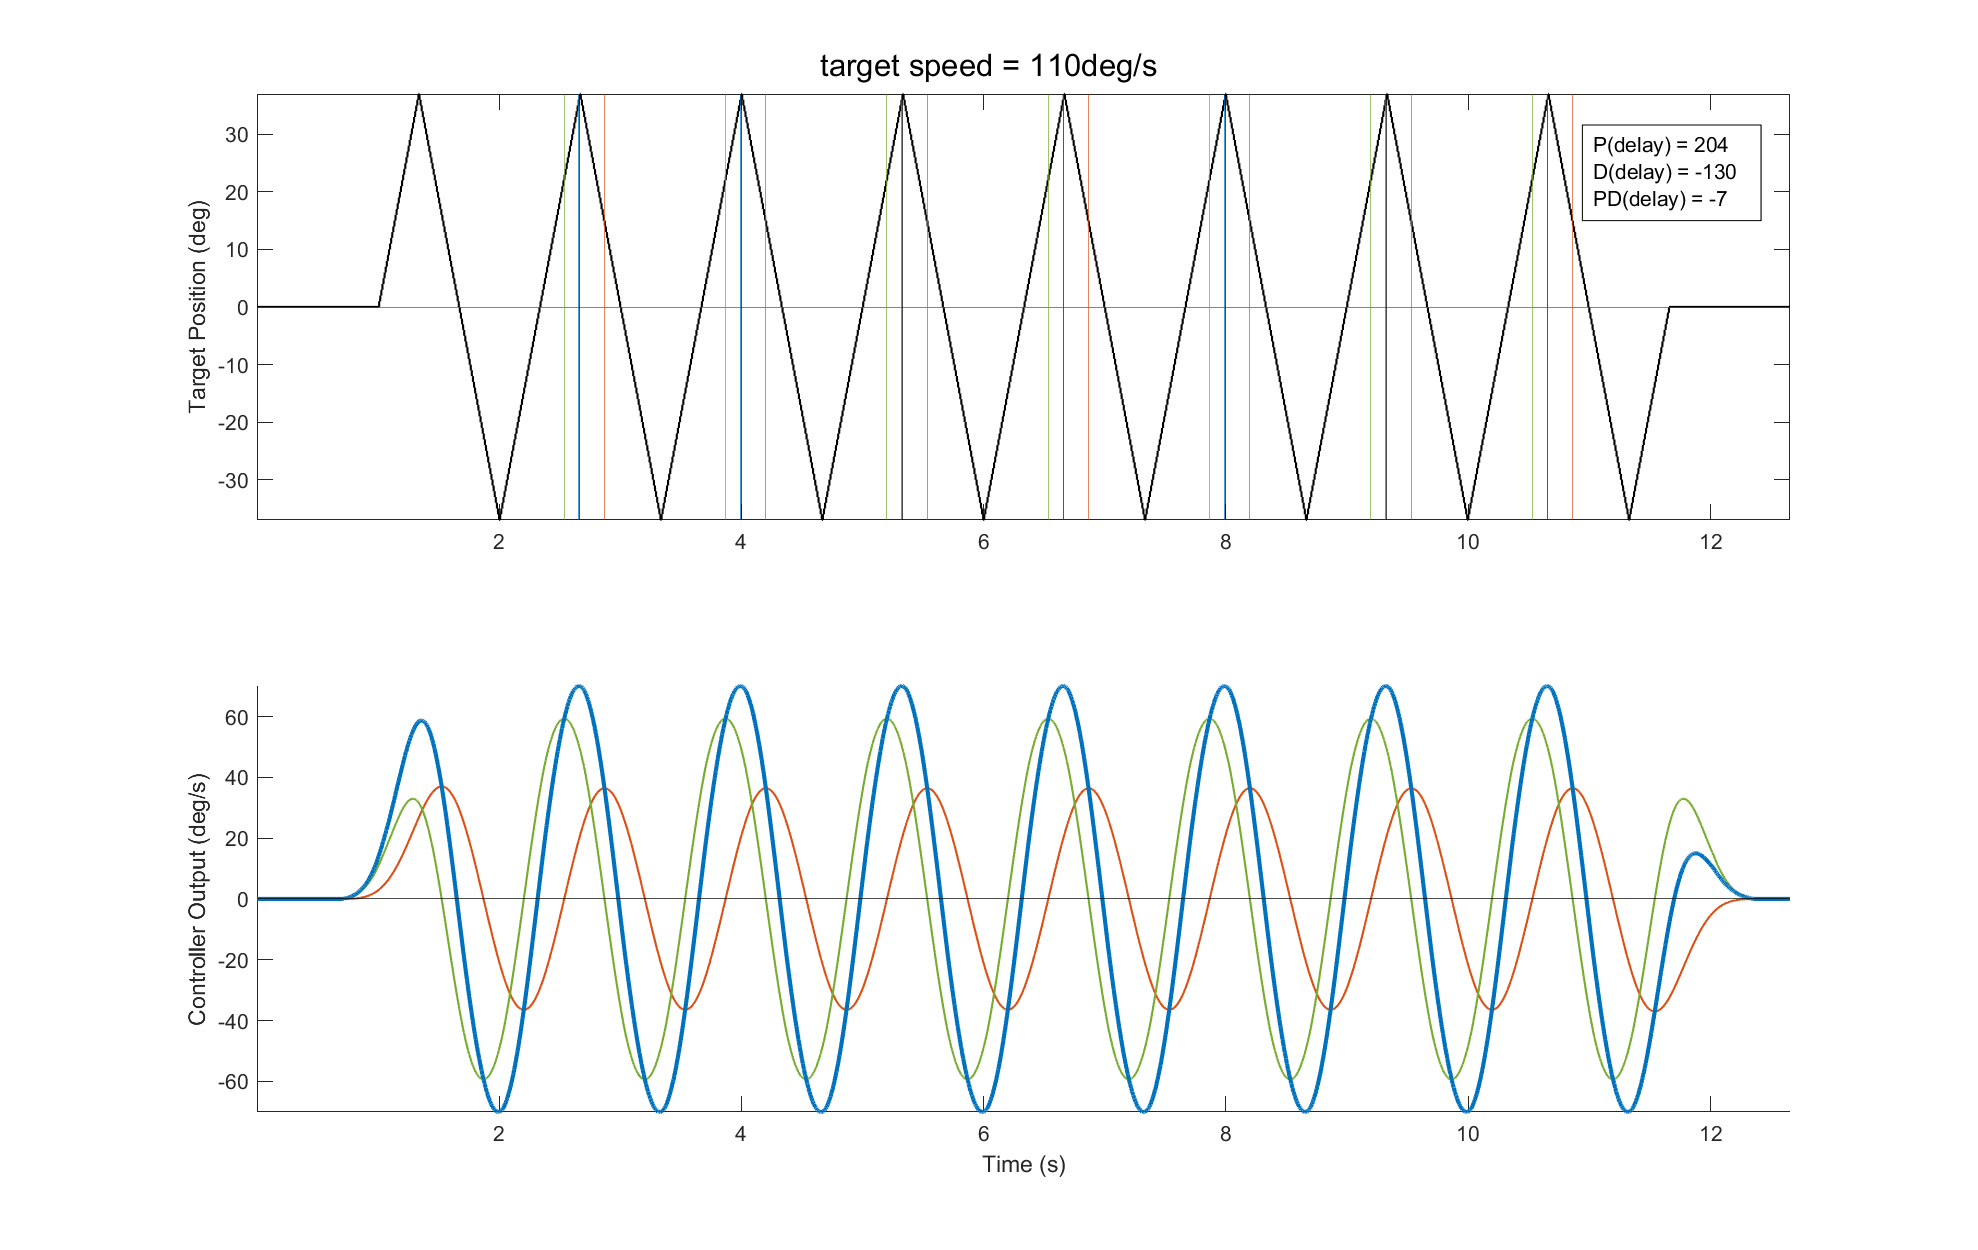 target speed = 110deg/s
Target Position (deg)
30
20
10
0
-10
-20
-30
P(delay) = 204
D(delay) = -130
PD(delay) = -7
2 4 6 8 10 12
Controller Output (deg/s)
60
40
20
0
-20
-40
-60
2 4 6 8 10 12
Time (s)